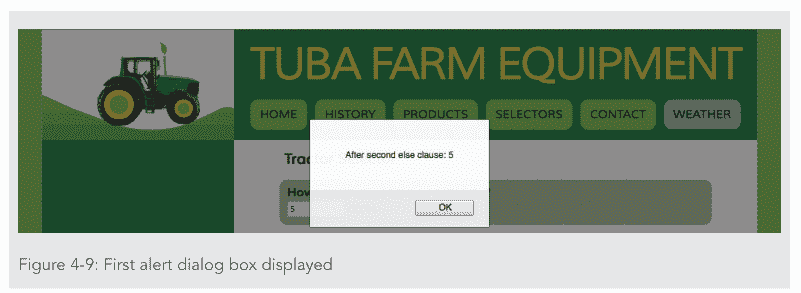 TUBA FARM EQUIPMENT
HOME HISTORY PRODUCTS SELECTORS CONTACT WEATHER
After second else clause: 5
5
OK
Figure 4-9: First alert dialog box displayed